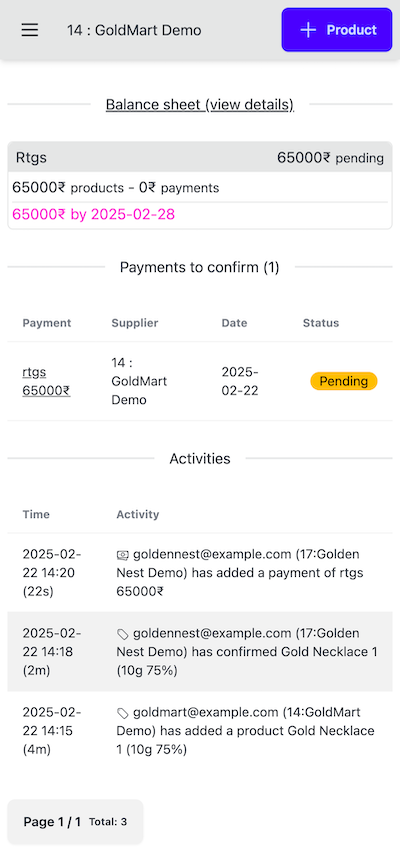 14 : GoldMart Demo
Product
Balance sheet (view details)
Rtgs 65000₹ pending
65000₹ products - 0₹ payments
65000₹ by 2025-02-28
Payments to confirm (1)
Payment Supplier Date Status
rtgs
65000₹
14 :
GoldMart
Demo
2025-
02-22
Pending
Activities
Time Activity
2025-02-
22 14:20
(22s)
goldennest@example.com (17:Golden
Nest Demo) has added a payment of rtgs
65000₹
2025-02-
22 14:18
(2m)
goldennest@example.com (17:Golden
Nest Demo) has confirmed Gold Necklace 1
(10g 75%)
2025-02-
22 14:15
(4m)
goldmart@example.com (14:GoldMart
Demo) has added a product Gold Necklace
1 (10g 75%)
Page 1 / 1 Total: 3